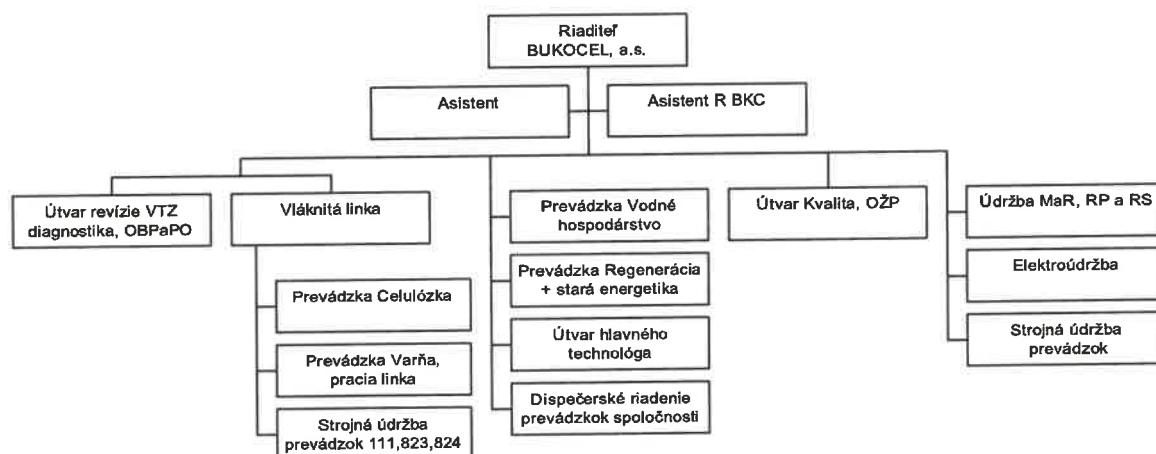 Riaditeľ
BUKOCEL, a.s.
Asistent
Asistent R BKC
Útvar revízie VTZ
diagnostika, OBPaPO
Vláknitá linka
Prevádzka Celulózka
Prevádzka Varňa,
pracia linka
Strojná údržba
prevádzok 111,823,824
Prevádzka Vodné
hospodárstvo
Prevádzka Regenerácia
+ stará energetika
Útvar hlavného
technológa
Dispečerské riadenie
prevádzkok spoločnosti
Útvar Kvalita, OŽP
Údržba MaR, RP a RS
Elektroúdržba
Strojná údržba
prevádzok